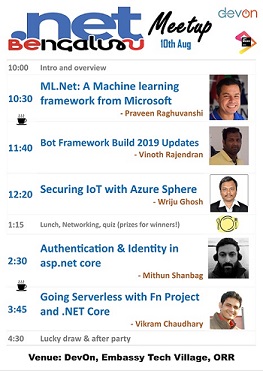 .net
BENGALURU
Meetup
10th Aug
devOn
10:00 Intro and overview
10:30 ML.Net: A Machine learning
framework from Microsoft
- Praveen Raghuvanshi
11:40 Bot Framework Build 2019 Updates
- Vinoth Rajendran
12:20 Securing IoT with Azure Sphere
- Wriju Ghosh
1:15 Lunch, Networking, quiz (prizes for winners!)
2:30 Authentication & Identity in
asp.net core
- Mithun Shanbag
3:45 Going Serverless with Fn Project
and .NET Core
- Vikram Chaudhary
4:30 Lucky draw & after party
Venue: DevOn, Embassy Tech Village, ORR